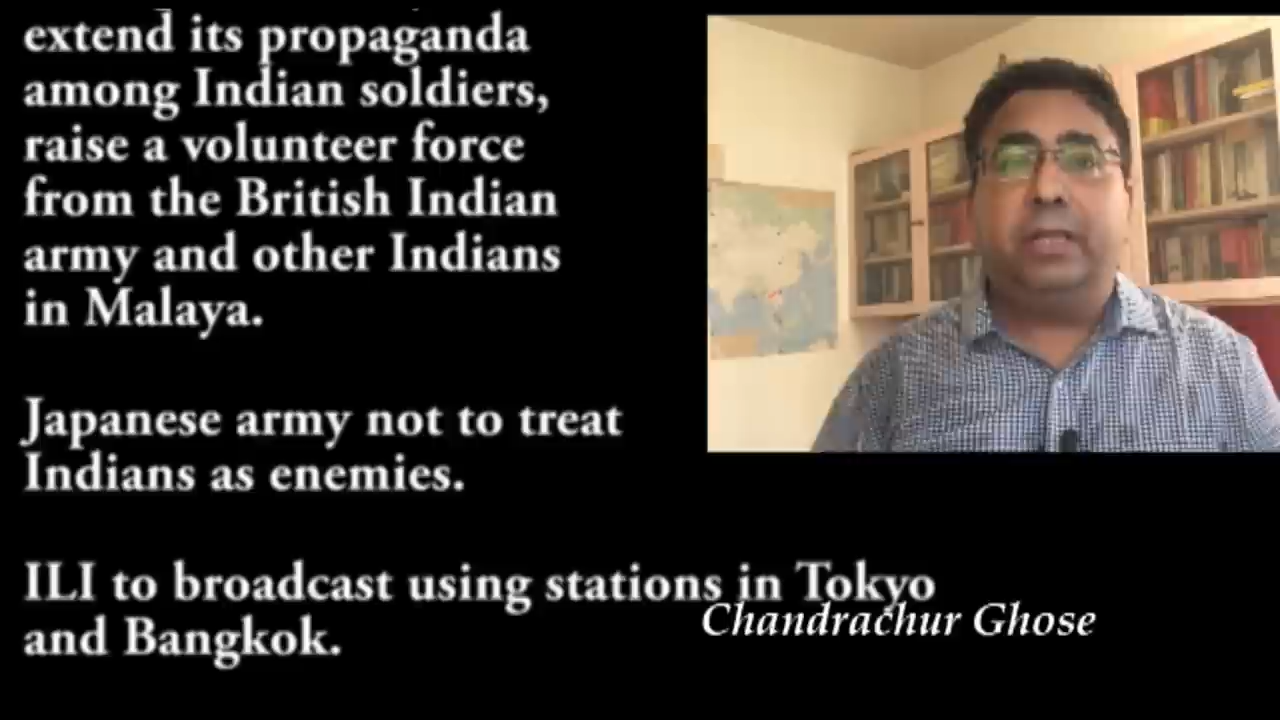 extend its propaganda
among Indian soldiers,
raise a volunteer force
from the British Indian
army and other Indians
in Malaya.
Japanese army not to treat
Indians as enemies.
ILI to broadcast using stations in Tokyo
and Bangkok.
Chandrachur Ghose